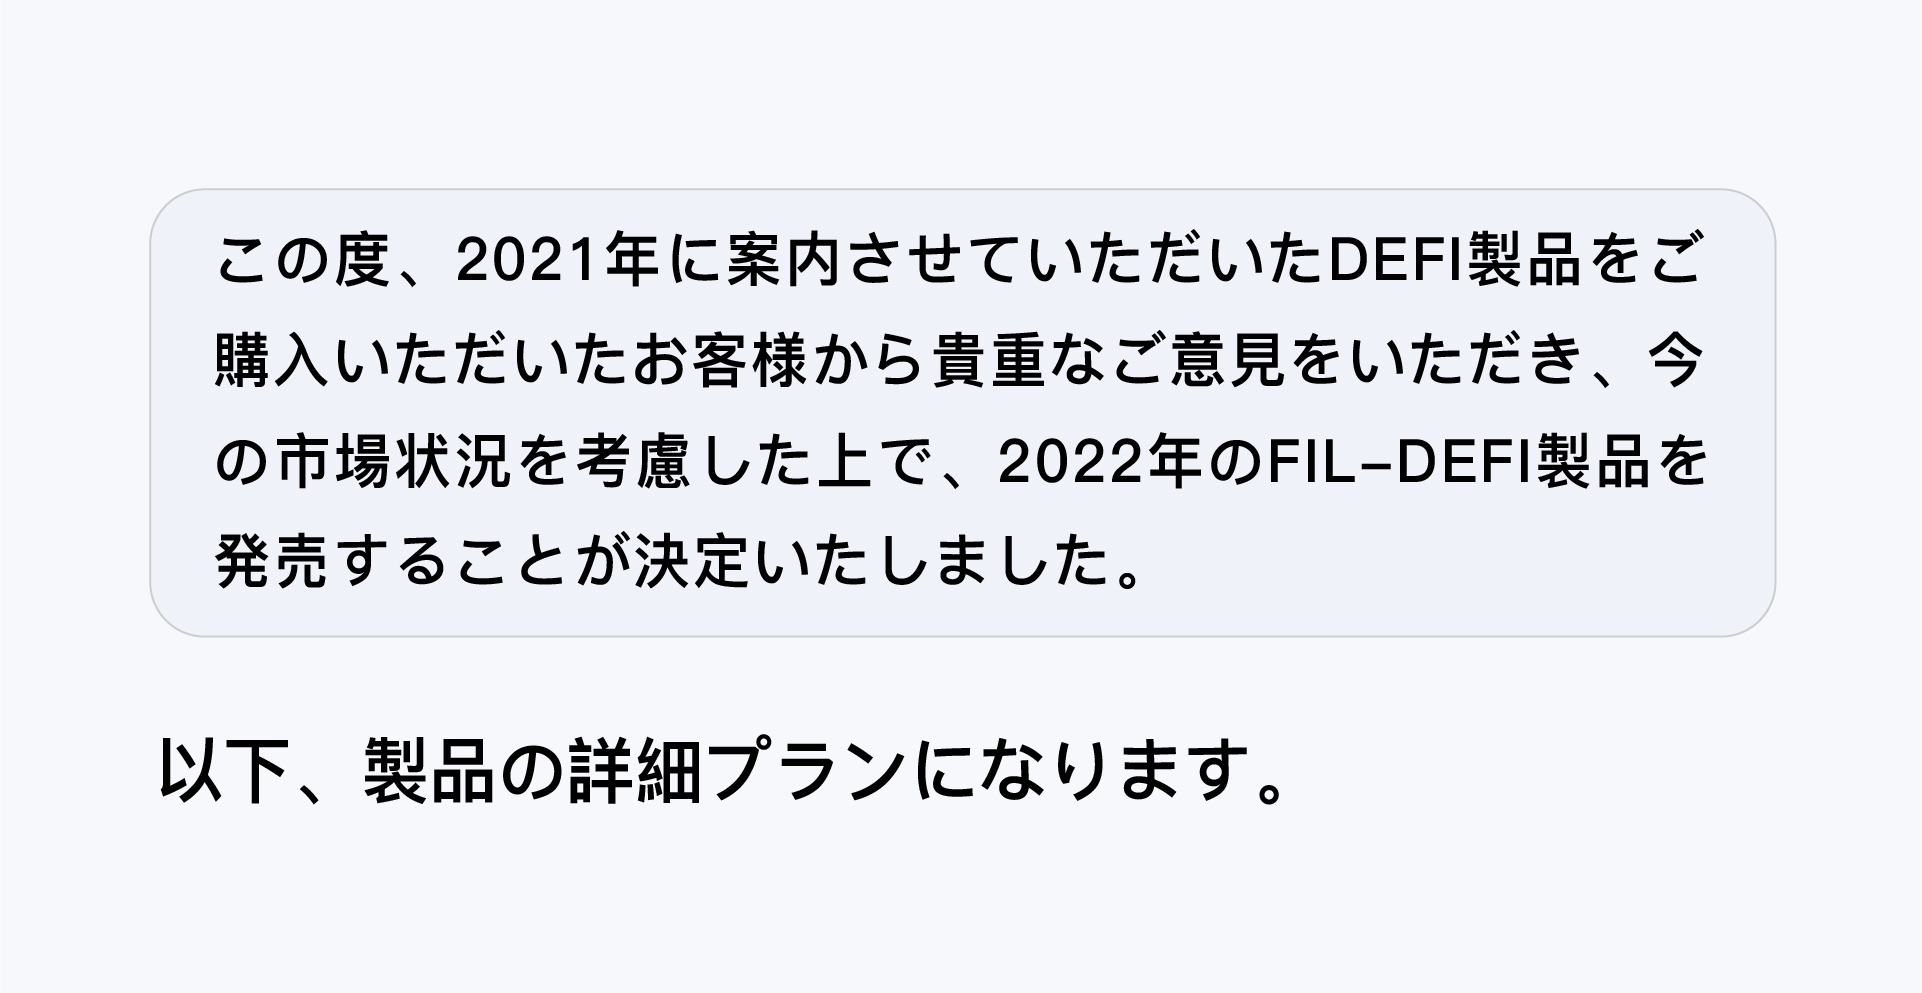 この度、2021年に案内させていただいたDEFI製品をご
購入いただいたお客様から貴重なご意見をいただき、今
の市場状況を考慮した上で、2022年のFIL-DEFI製品を
発売することが決定いたしました。
以下、製品の詳細プランになります。